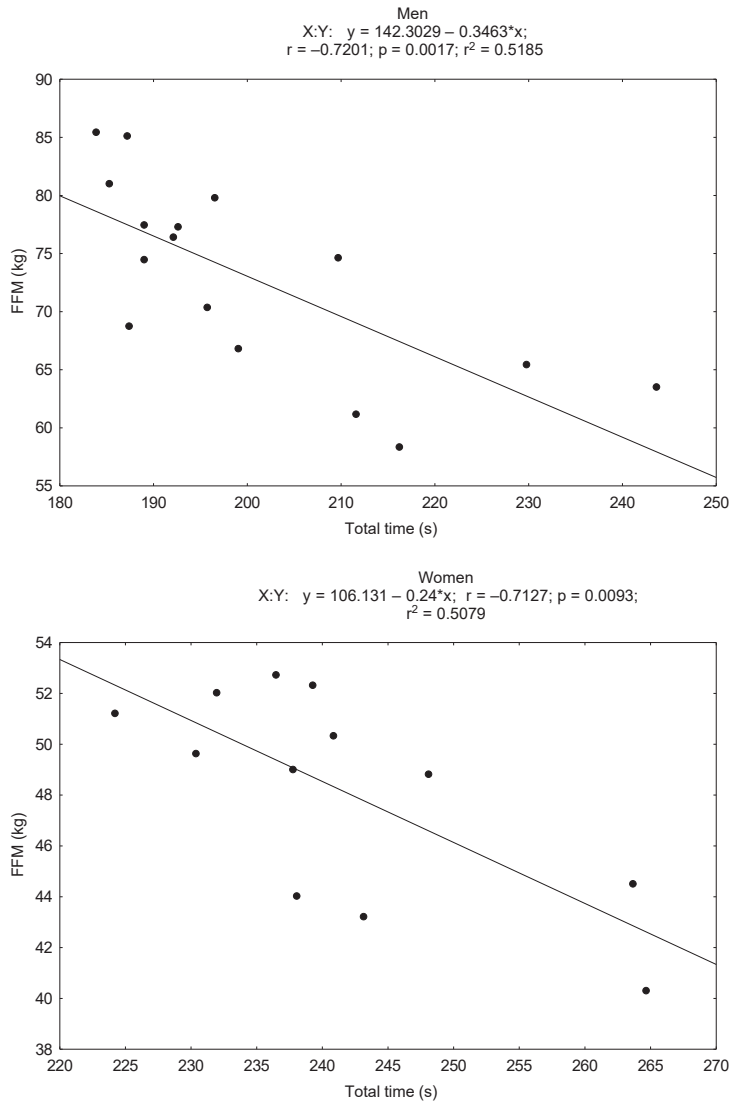 Men
X:Y: y = 142.3029 – 0.3463*x;
r = –0.7201; p = 0.0017; r² = 0.5185
90
85
80
75
70
65
60
55
FFM (kg)
180 190 200 210 220 230 240 250
Total time (s)
Women
X:Y: y = 106.131 – 0.24*x; r = –0.7127; p = 0.0093;
r² = 0.5079
54
52
50
48
46
44
42
40
38
FFM (kg)
220 225 230 235 240 245 250 255 260 265 270
Total time (s)